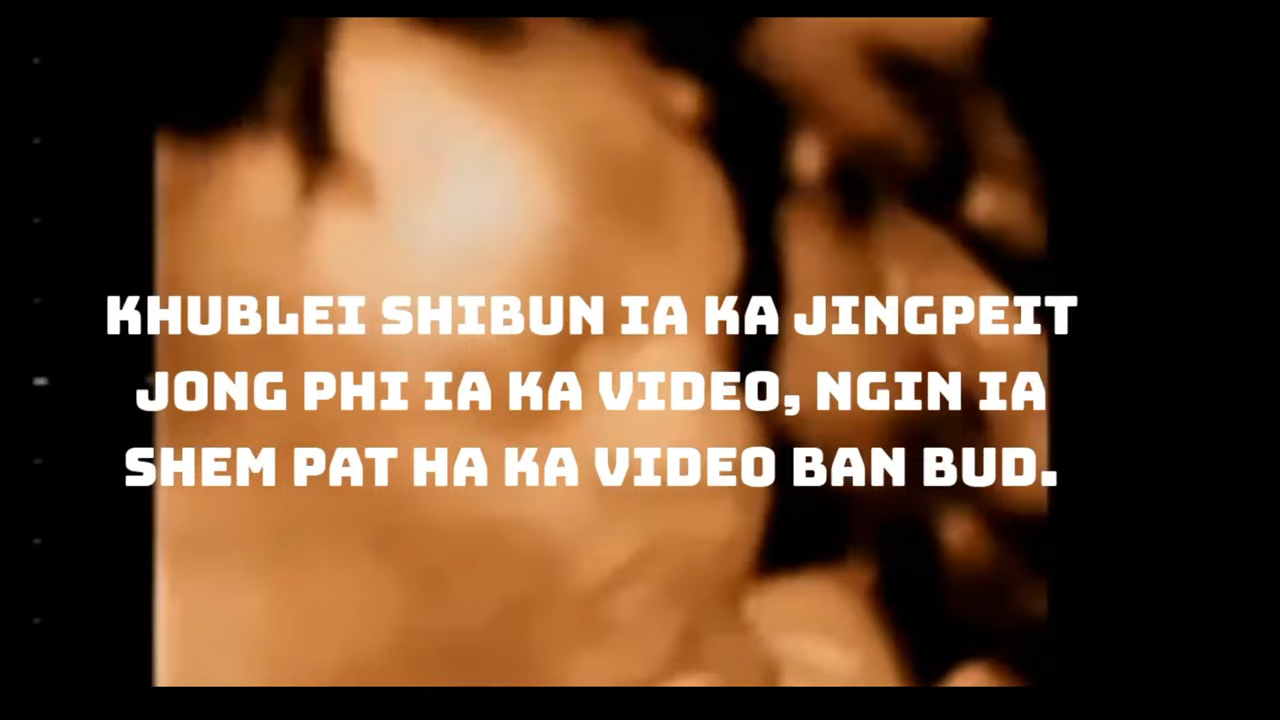 KHUBLEI SHIBUN IA KA JINGPEIT
JONG PHI IA KA VIDEO, NGIN IA
SHEM PAT HA KA VIDEO BAN BUD.